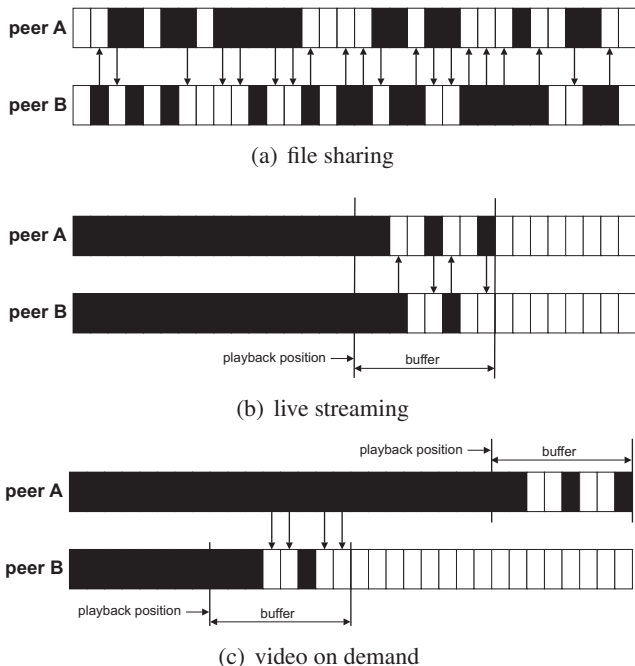 peer A
peer B
(a) file sharing
peer A
peer B
playback position
buffer
(b) live streaming
playback position
buffer
peer A
peer B
playback position
buffer
(c) video on demand